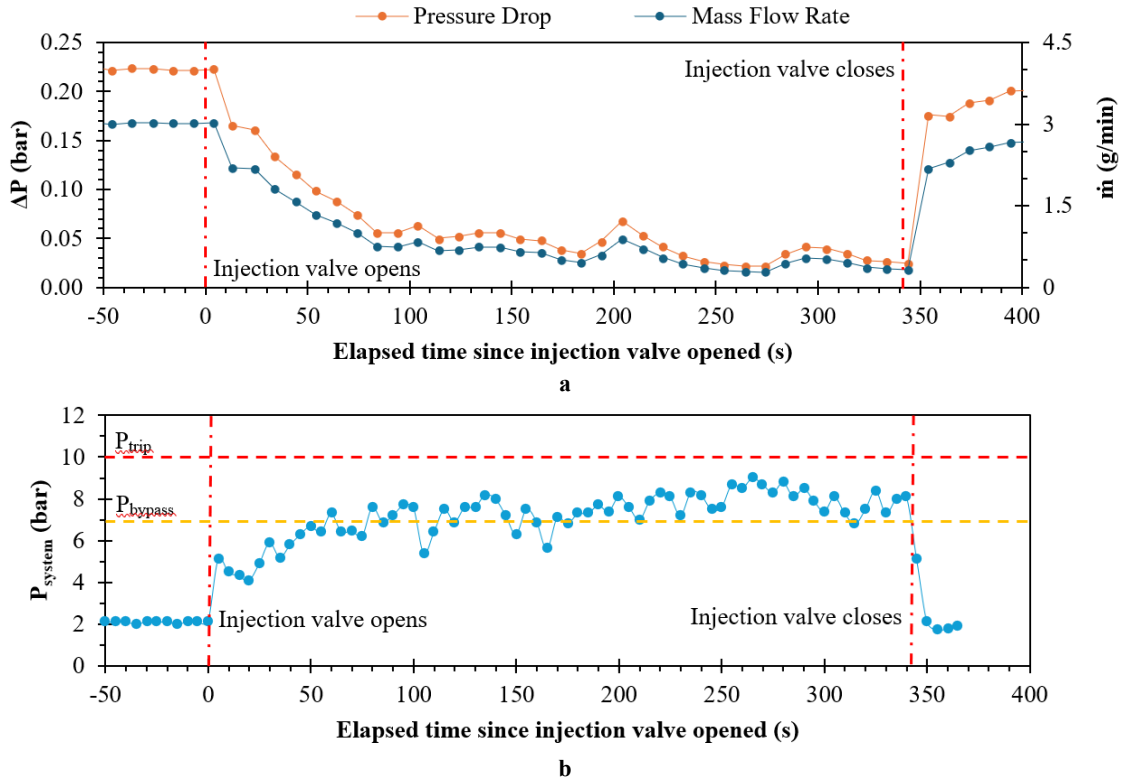 Pressure Drop Mass Flow Rate
0.25 4.5
Injection valve closes
0.20
3
0.15
ΔP (bar) ṁ (g/min)
0.10
1.5
0.05
Injection valve opens
0.00 0
-50 0 50 100 150 200 250 300 350 400
Elapsed time since injection valve opened (s)
a
12
P_trip
10
8
P_bypass
6
P_system (bar)
4
Injection valve opens Injection valve closes
2
0
-50 0 50 100 150 200 250 300 350 400
Elapsed time since injection valve opened (s)
b